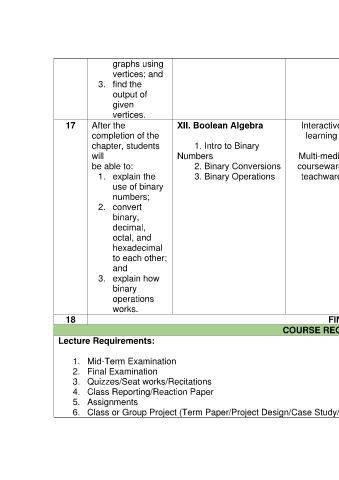 graphs using
vertices; and
3. find the
output of
given
vertices.
17
After the
completion of the
chapter, students
will
be able to:
1. explain the
use of binary
numbers;
2. convert
binary,
decimal,
octal, and
hexadecimal
to each other;
and
3. explain how
binary
operations
works.
XII. Boolean Algebra
1. Intro to Binary
Numbers
2. Binary Conversions
3. Binary Operations
Interactive
learning
Multi-medi
coursewar
teachware
18
FIN
COURSE REQ
Lecture Requirements:
1. Mid-Term Examination
2. Final Examination
3. Quizzes/Seat works/Recitations
4. Class Reporting/Reaction Paper
5. Assignments
6. Class or Group Project (Term Paper/Project Design/Case Study/